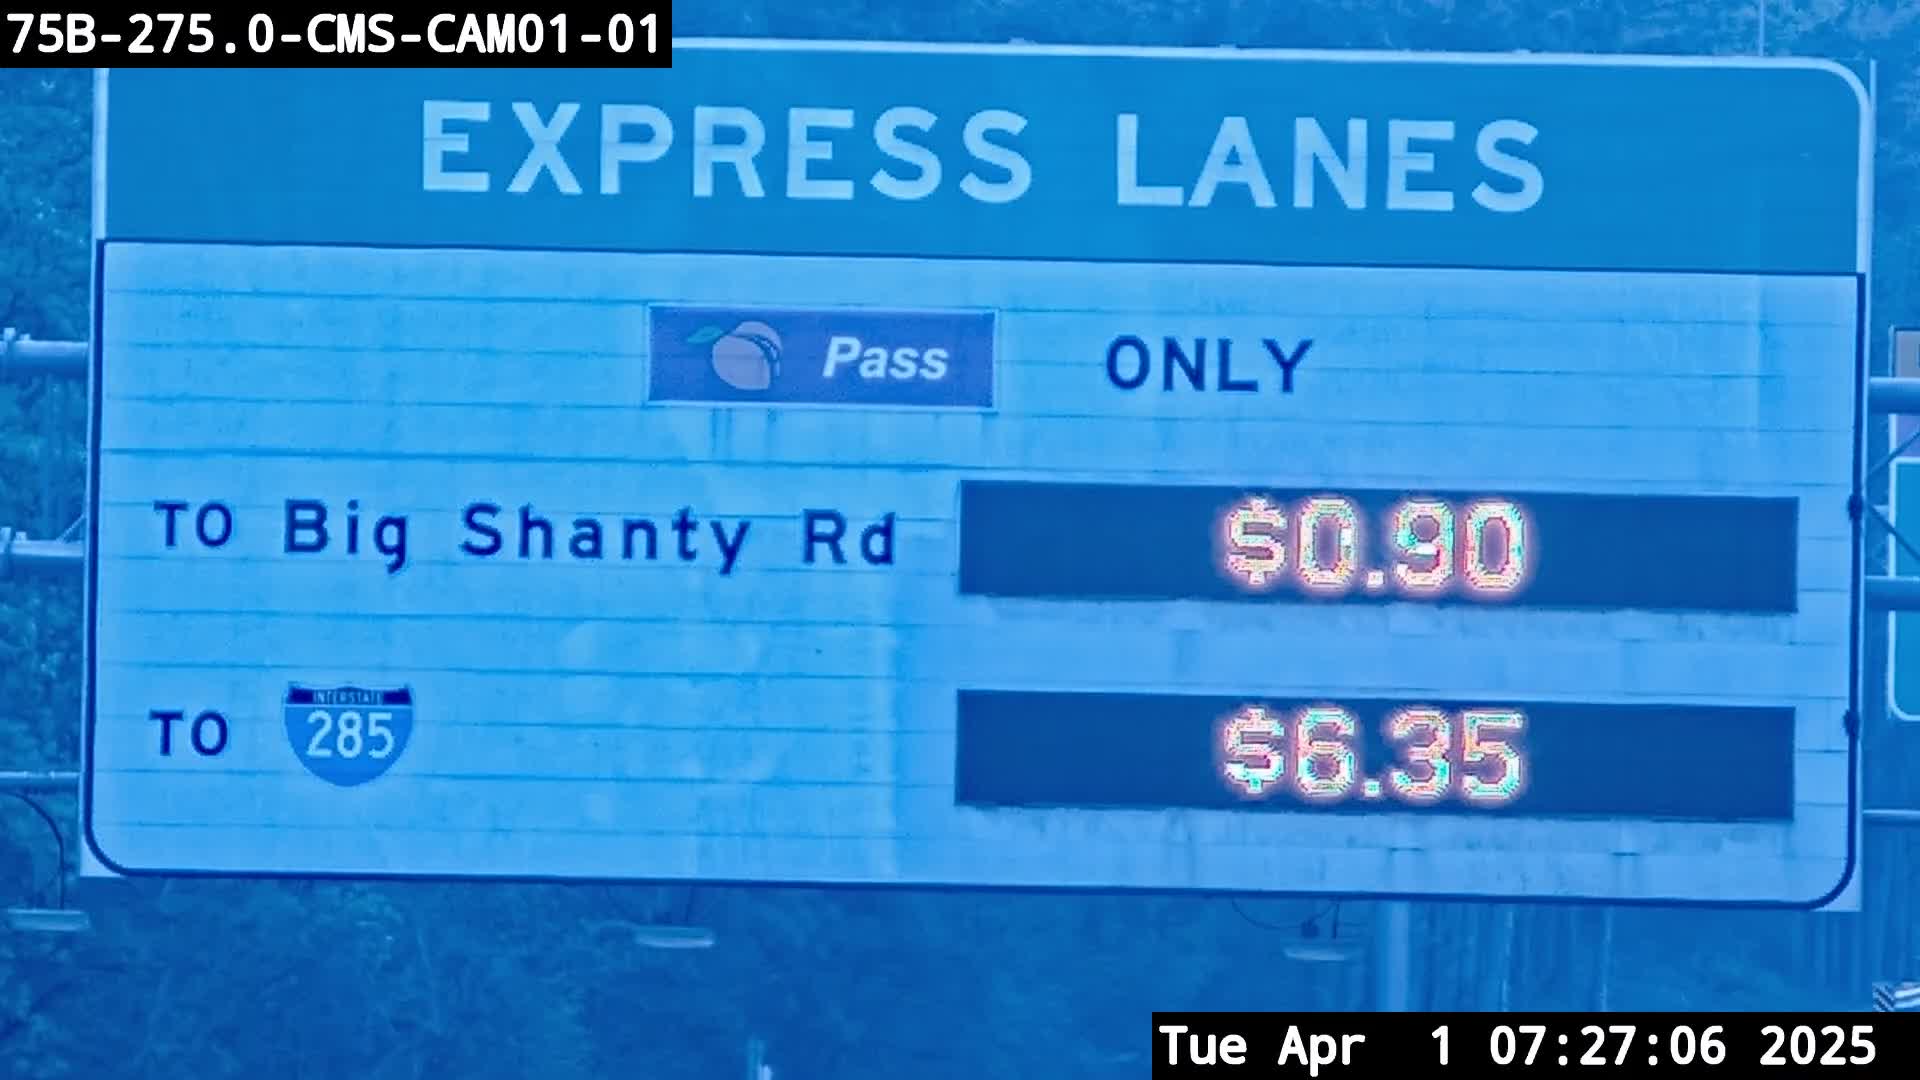 75B-275.0-CMS-CAM01-01
EXPRESS LANES
Pass ONLY
TO Big Shanty Rd $0.90
INTERSTATE
TO 285 $6.35
Tue Apr 1 07:27:06 2025